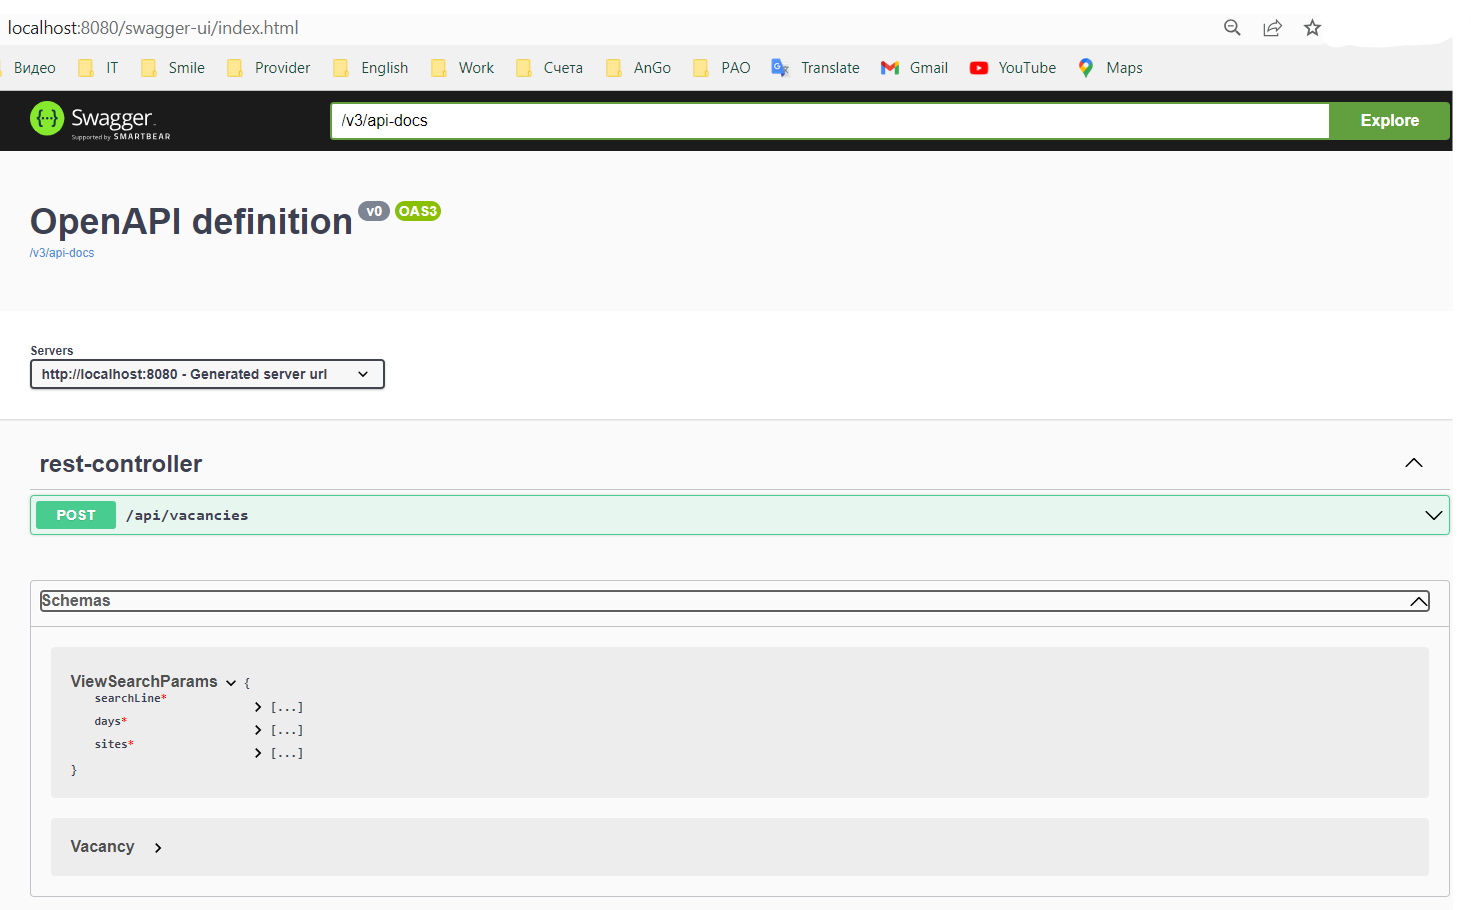 localhost:8080/swagger-ui/index.html
Видео IT Smile Provider English Work Счета AnGo PAO Translate Gmail YouTube Maps
{··} Swagger.
Supported by SMARTBEAR
/v3/api-docs
Explore
OpenAPI definition v0 OAS3
/v3/api-docs
Servers
http://localhost:8080 - Generated server url
rest-controller
POST /api/vacancies
Schemas
ViewSearchParams {
searchLine*
[...]
days*
[...]
sites*
[...]
}
Vacancy